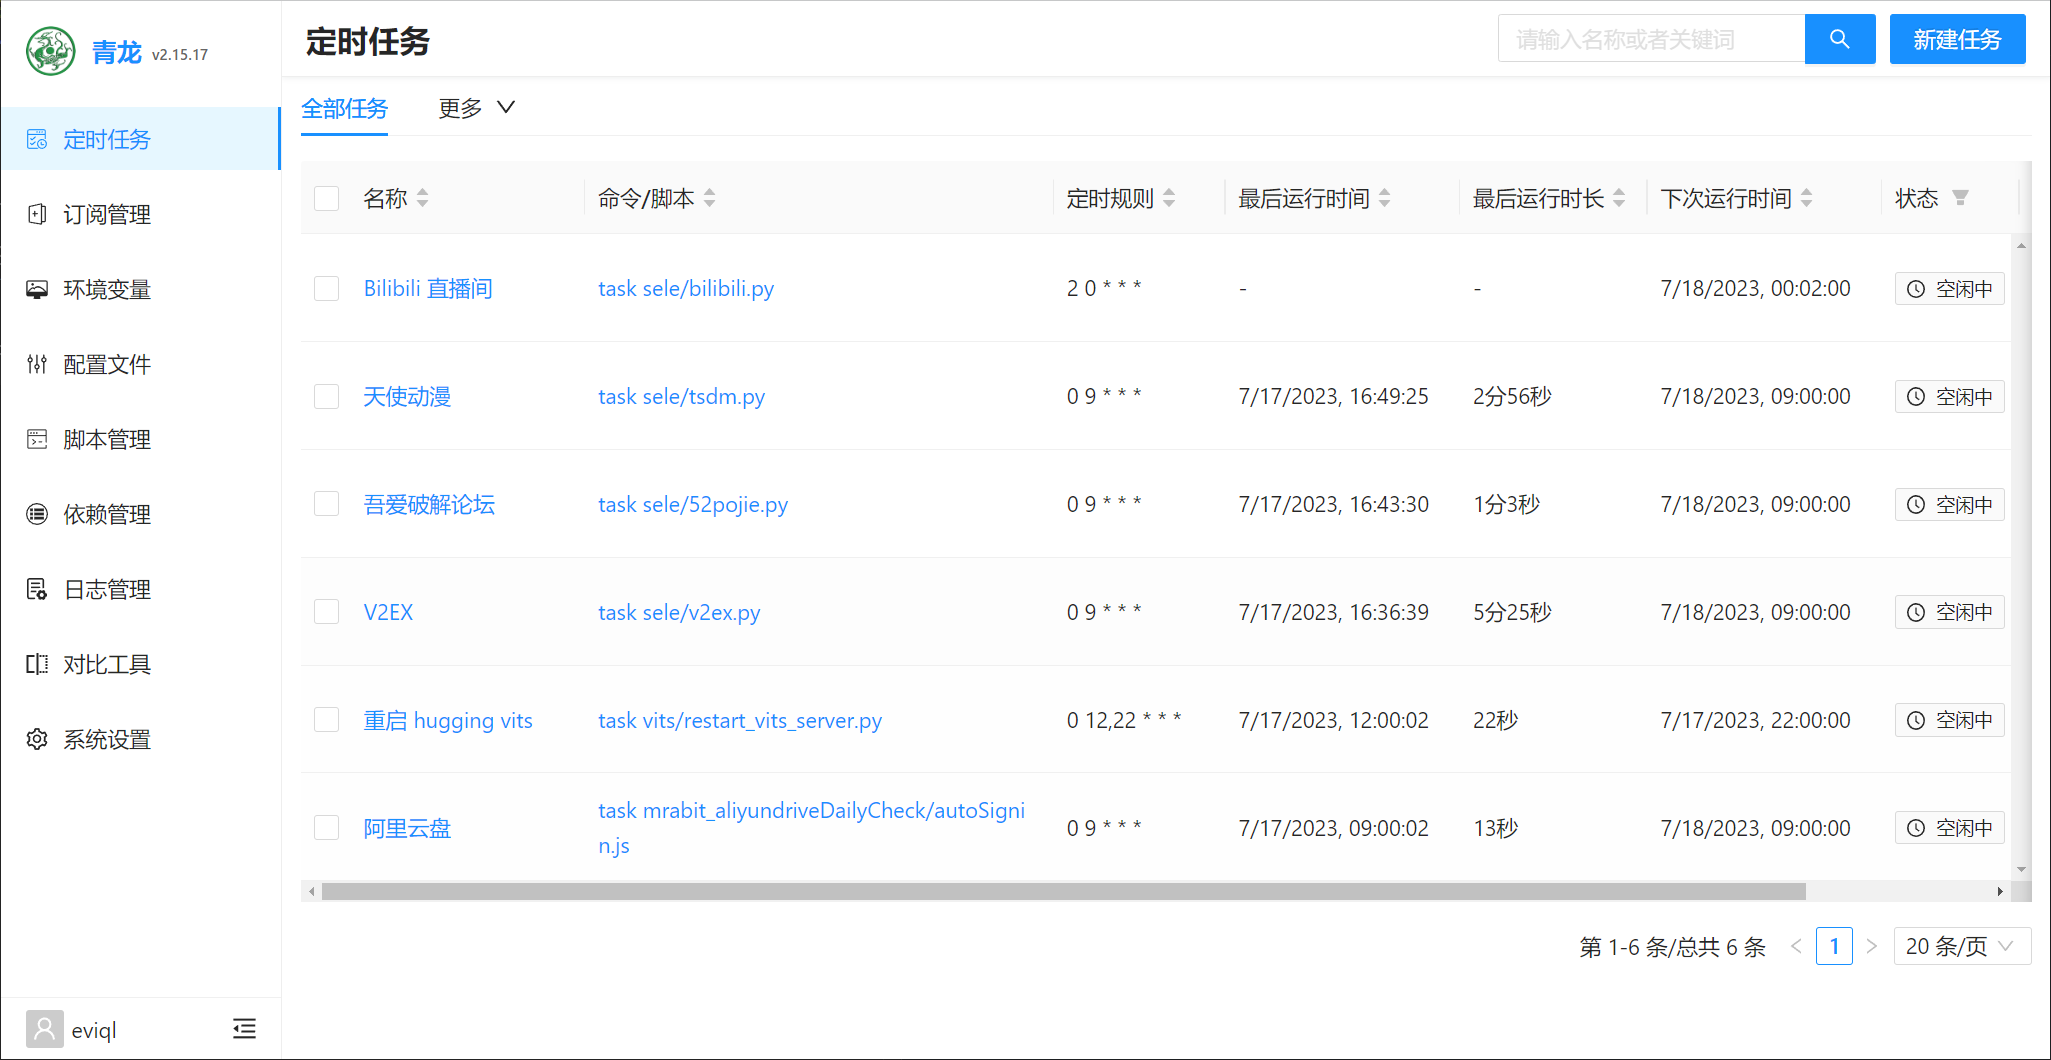 青龙 v2.15.17
定时任务
订阅管理
环境变量
配置文件
脚本管理
依赖管理
日志管理
对比工具
系统设置
eviql
定时任务
请输入名称或者关键词
新建任务
全部任务 更多
名称 命令/脚本 定时规则 最后运行时间 最后运行时长 下次运行时间 状态
Bilibili 直播间 task sele/bilibili.py 2 0 * * * - - 7/18/2023, 00:02:00 空闲中
天使动漫 task sele/tsdm.py 0 9 * * * 7/17/2023, 16:49:25 2分56秒 7/18/2023, 09:00:00 空闲中
吾爱破解论坛 task sele/52pojie.py 0 9 * * * 7/17/2023, 16:43:30 1分3秒 7/18/2023, 09:00:00 空闲中
V2EX task sele/v2ex.py 0 9 * * * 7/17/2023, 16:36:39 5分25秒 7/18/2023, 09:00:00 空闲中
重启 hugging vits task vits/restart_vits_server.py 0 12,22 * * * 7/17/2023, 12:00:02 22秒 7/17/2023, 22:00:00 空闲中
阿里云盘 task mrabit_aliyundriveDailyCheck/autoSigni
n.js 0 9 * * * 7/17/2023, 09:00:02 13秒 7/18/2023, 09:00:00 空闲中
第 1-6 条/总共 6 条 < 1 > 20 条/页